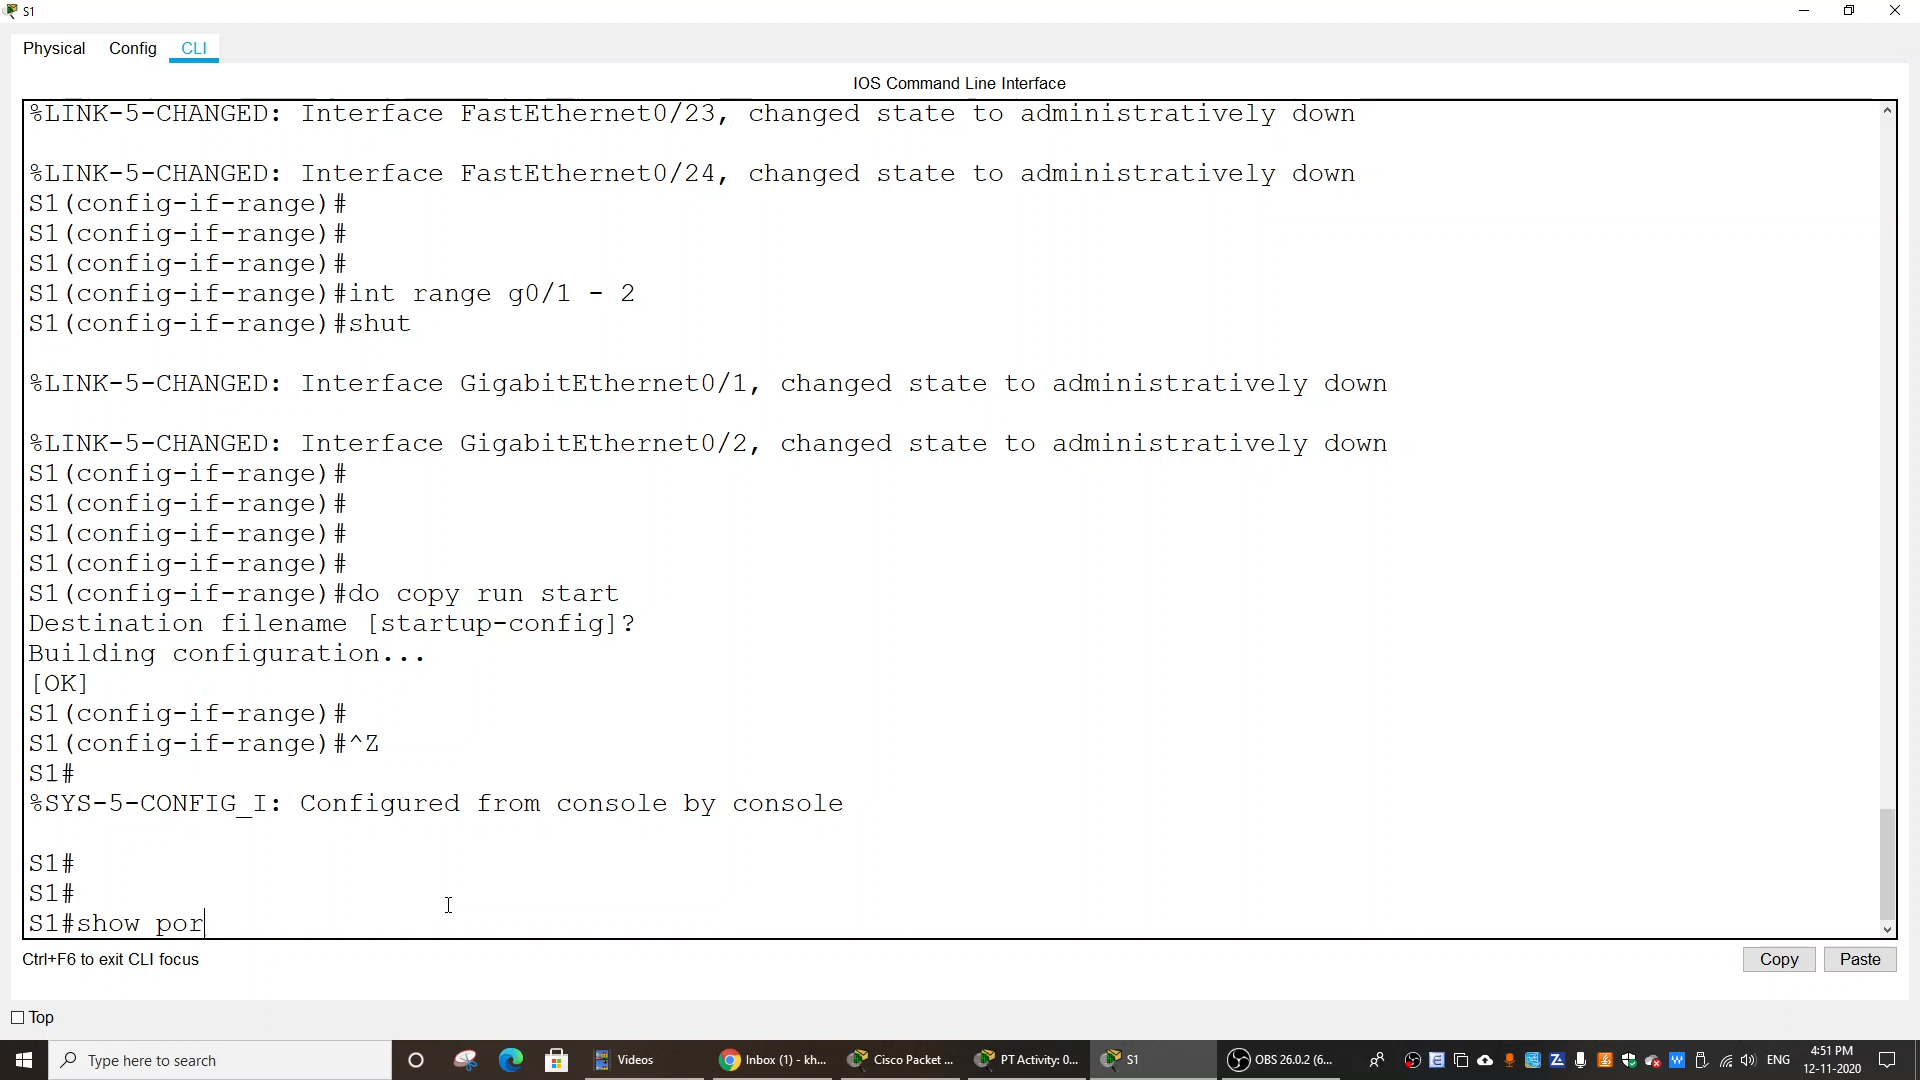 S1
Physical Config CLI
IOS Command Line Interface
%LINK-5-CHANGED: Interface FastEthernet0/23, changed state to administratively down
%LINK-5-CHANGED: Interface FastEthernet0/24, changed state to administratively down
S1(config-if-range)#
S1(config-if-range)#
S1(config-if-range)#
S1(config-if-range)#int range g0/1 - 2
S1(config-if-range)#shut
%LINK-5-CHANGED: Interface GigabitEthernet0/1, changed state to administratively down
%LINK-5-CHANGED: Interface GigabitEthernet0/2, changed state to administratively down
S1(config-if-range)#
S1(config-if-range)#
S1(config-if-range)#
S1(config-if-range)#
S1(config-if-range)#do copy run start
Destination filename [startup-config]?
Building configuration...
[OK]
S1(config-if-range)#
S1(config-if-range)#^Z
S1#
%SYS-5-CONFIG_I: Configured from console by console
S1#
S1#
S1#show por
Ctrl+F6 to exit CLI focus
Copy Paste
Top
Type here to search Videos Inbox (1) - kh... Cisco Packet ... PT Activity: 0... S1 OBS 26.0.2 (6... ENG 4:51 PM
12-11-2020